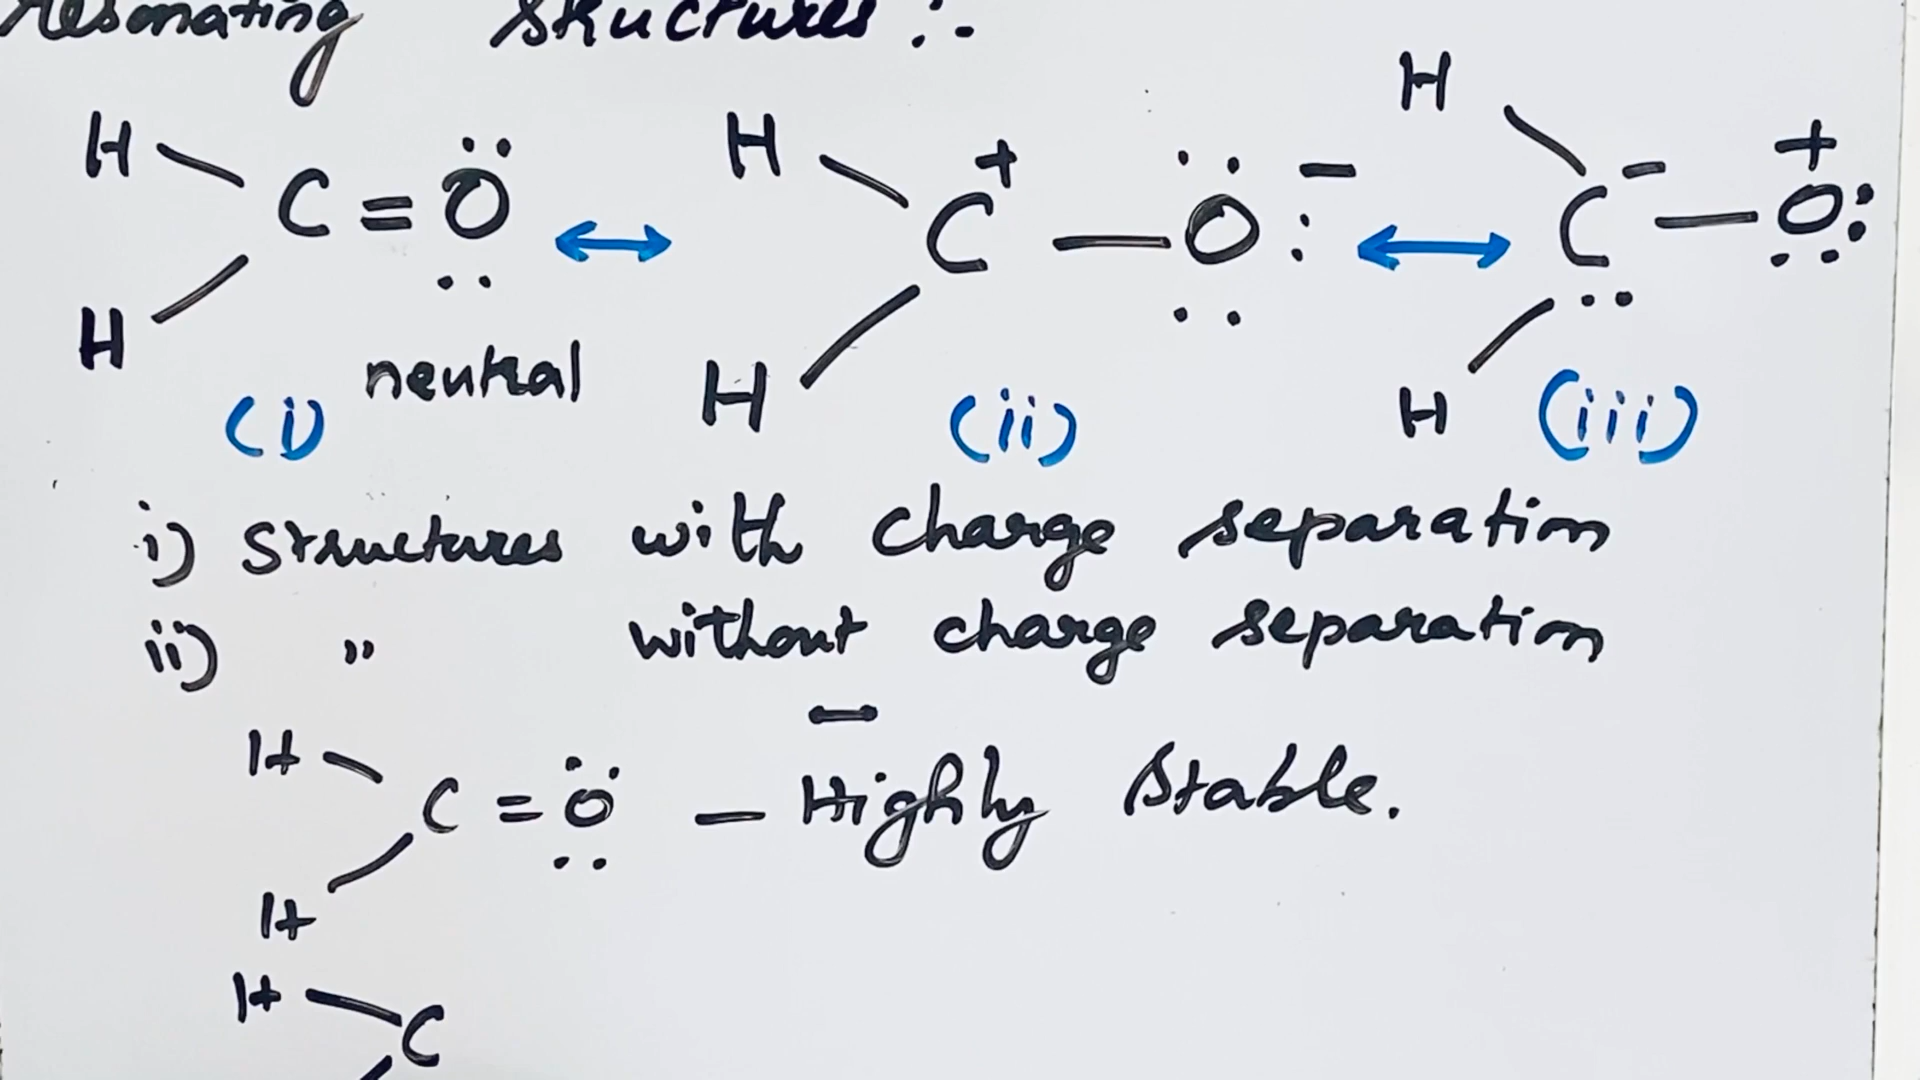 Resonating Structures :-
H H + H +
C = Ö C — Ö: − ↔ C − — O:
H neutral H H
(i) (ii) (iii)
i) Structures with charge separation
ii) " without charge separation
H
C = Ö — Highly Stable.
H
H
C